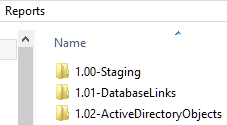 Reports
Name
1.00-Staging
1.01-DatabaseLinks
1.02-ActiveDirectoryObjects